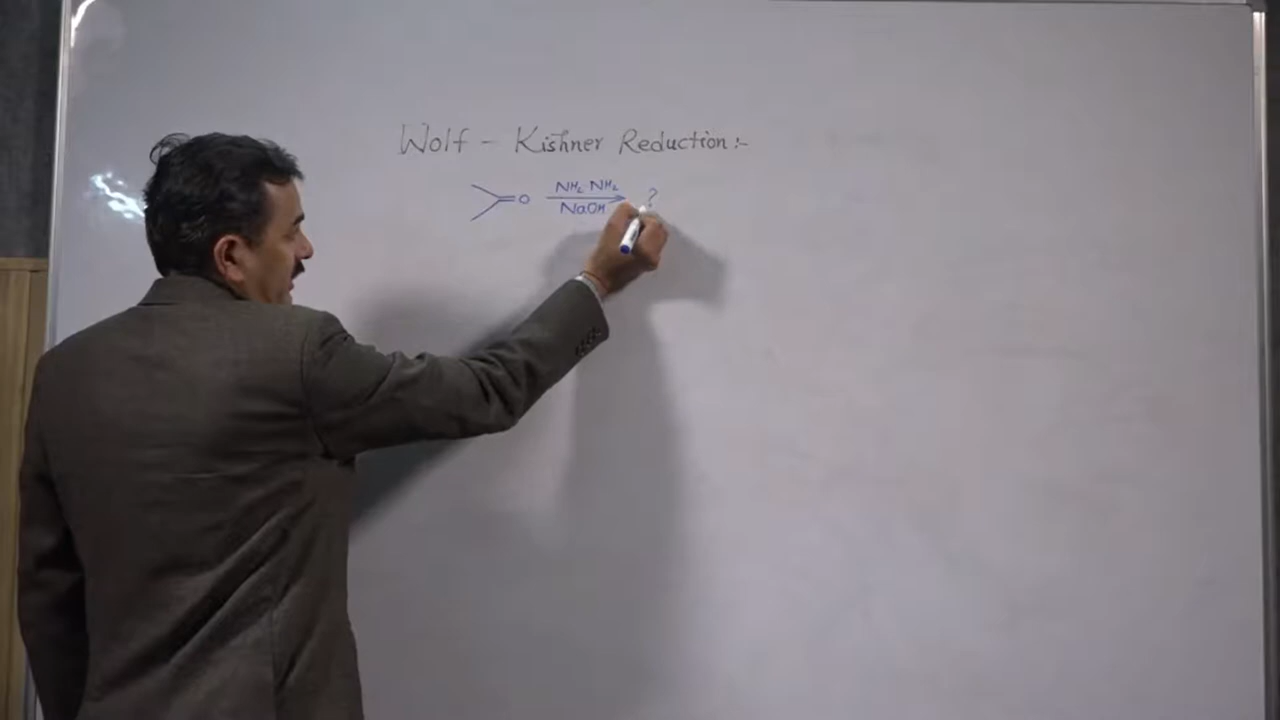 Wolf - Kishner Reduction :-
NH₂ NH₂
=O ?
NaOH